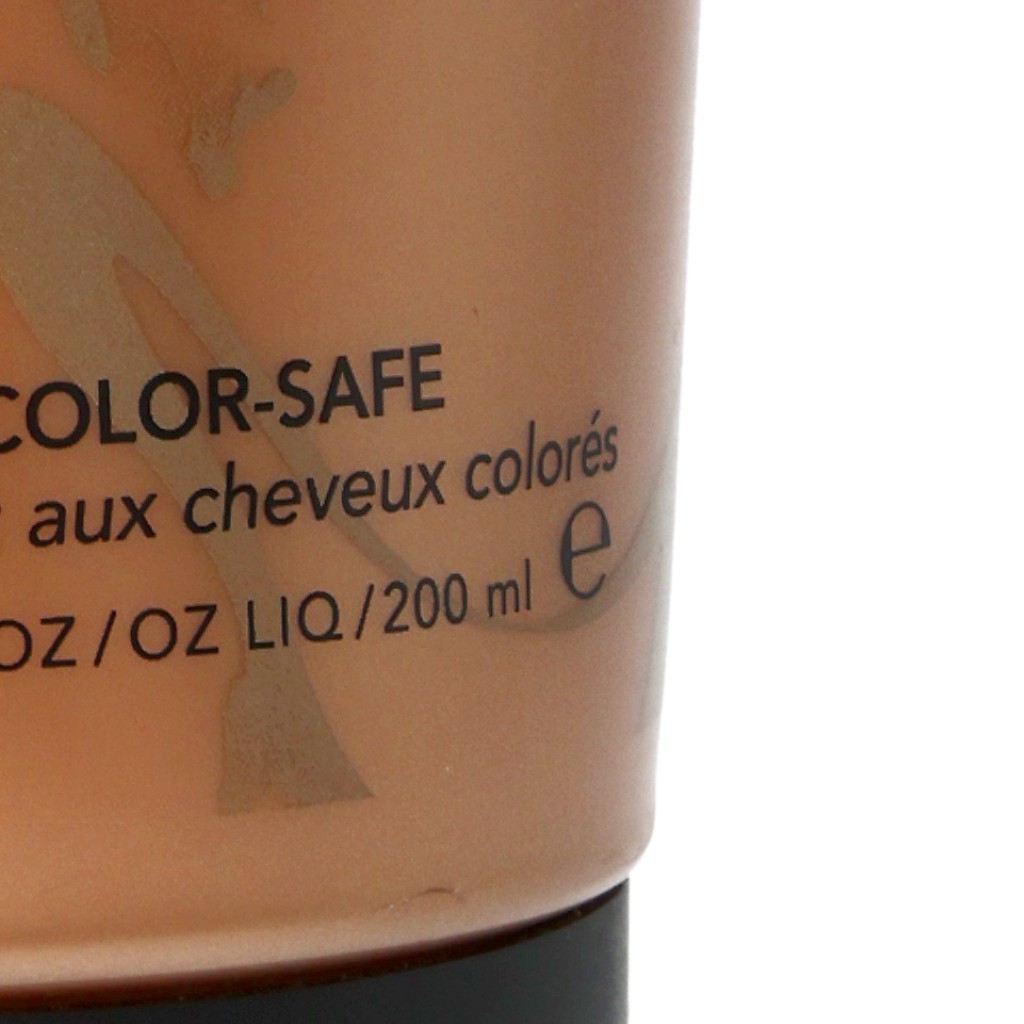 COLOR-SAFE
aux cheveux colorés
OZ/OZ LIQ/200 ml e